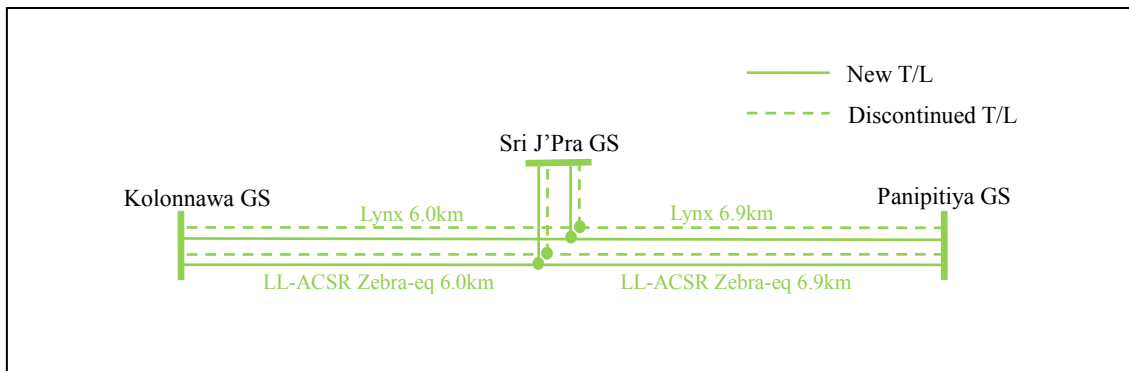 New T/L
Discontinued T/L
Sri J'Pra GS
Kolonnawa GS
Panipitiya GS
Lynx 6.0km
Lynx 6.9km
LL-ACSR Zebra-eq 6.0km
LL-ACSR Zebra-eq 6.9km